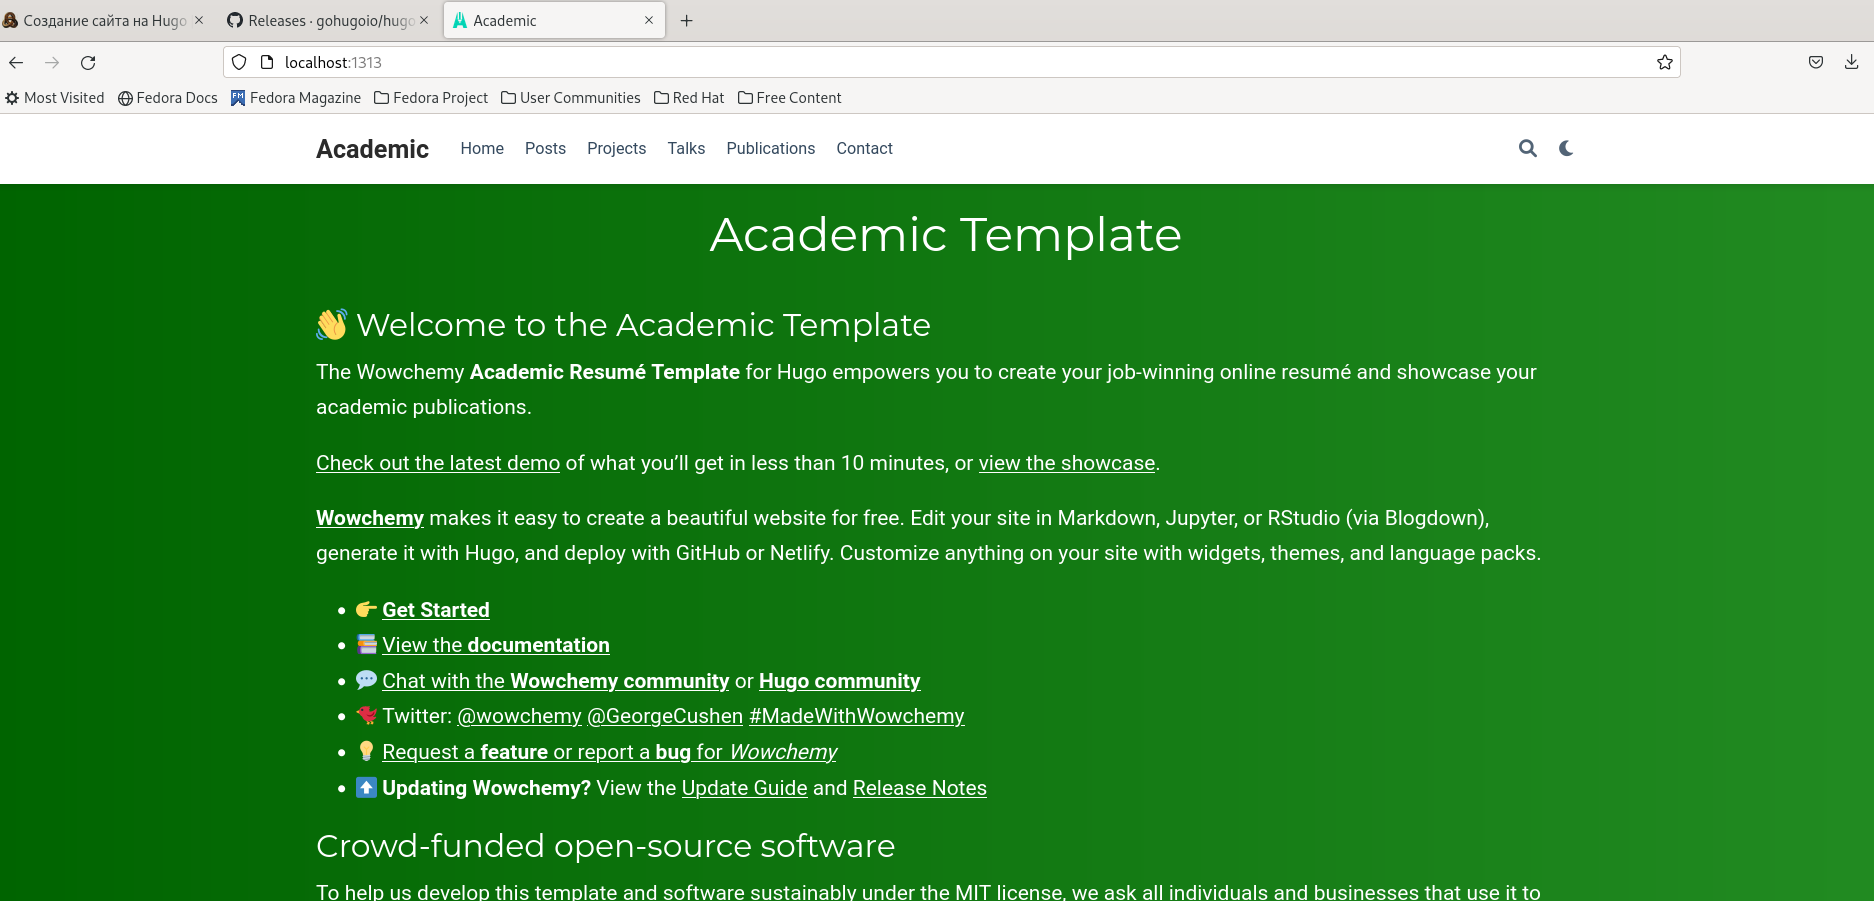 Создание сайта на Hugo
Releases · gohugoio/hugo
Academic
localhost:1313
Most Visited Fedora Docs Fedora Magazine Fedora Project User Communities Red Hat Free Content
Academic Home Posts Projects Talks Publications Contact
Academic Template
👋 Welcome to the Academic Template
The Wowchemy Academic Resumé Template for Hugo empowers you to create your job-winning online resumé and showcase your
academic publications.
Check out the latest demo of what you’ll get in less than 10 minutes, or view the showcase.
Wowchemy makes it easy to create a beautiful website for free. Edit your site in Markdown, Jupyter, or RStudio (via Blogdown),
generate it with Hugo, and deploy with GitHub or Netlify. Customize anything on your site with widgets, themes, and language packs.
• 👉 Get Started
• 📚 View the documentation
• 💬 Chat with the Wowchemy community or Hugo community
• 🐦 Twitter: @wowchemy @GeorgeCushen #MadeWithWowchemy
• 💡 Request a feature or report a bug for Wowchemy
• ⬆️ Updating Wowchemy? View the Update Guide and Release Notes
Crowd-funded open-source software
To help us develop this template and software sustainably under the MIT license, we ask all individuals and businesses that use it to